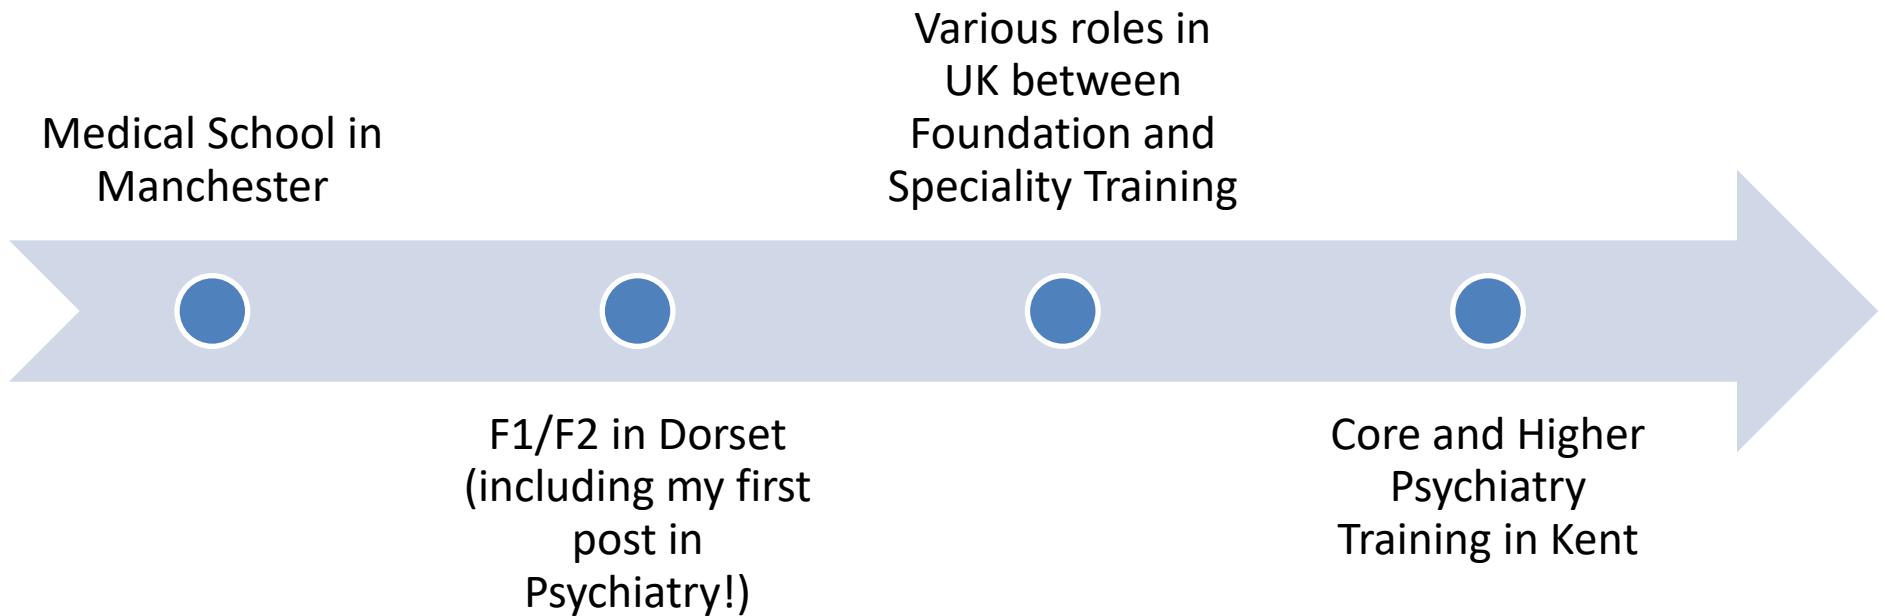 Medical School in
Manchester
F1/F2 in Dorset
(including my first
post in
Psychiatry!)
Various roles in
UK between
Foundation and
Speciality Training
Core and Higher
Psychiatry
Training in Kent